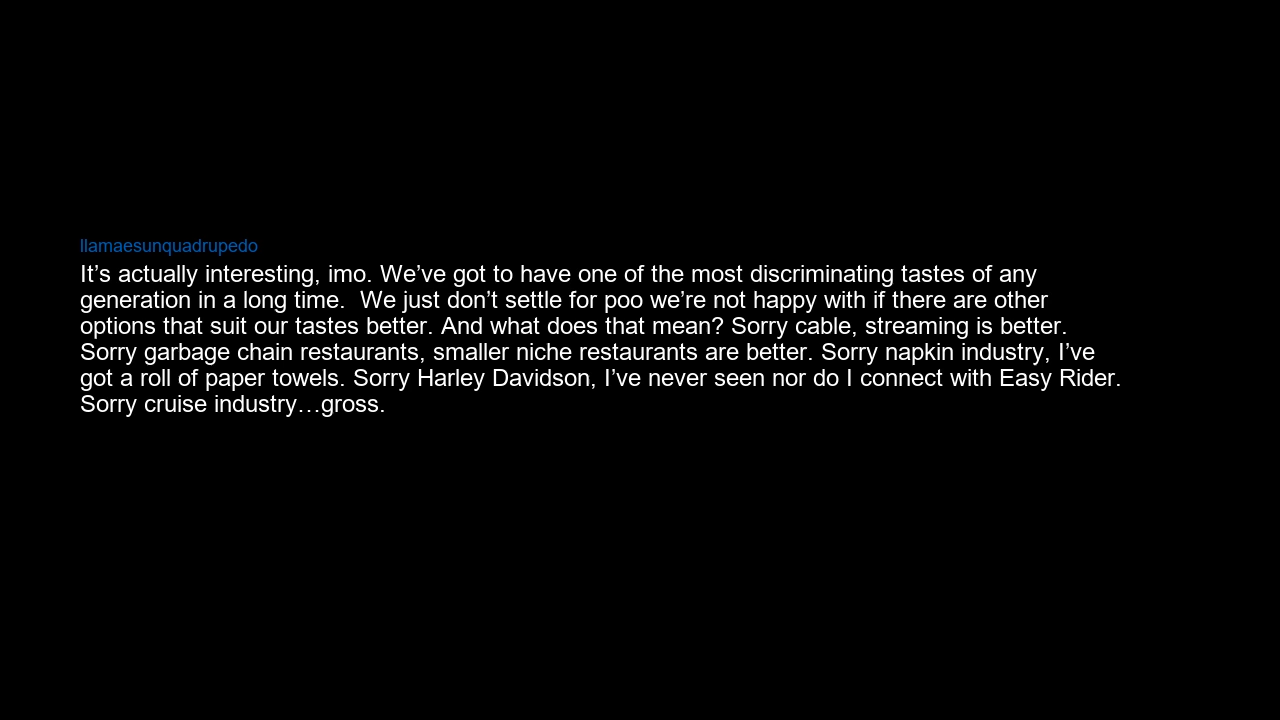 llamaesunquadrupedo
It’s actually interesting, imo. We’ve got to have one of the most discriminating tastes of any
generation in a long time.  We just don’t settle for poo we’re not happy with if there are other
options that suit our tastes better. And what does that mean? Sorry cable, streaming is better.
Sorry garbage chain restaurants, smaller niche restaurants are better. Sorry napkin industry, I’ve
got a roll of paper towels. Sorry Harley Davidson, I’ve never seen nor do I connect with Easy Rider.
Sorry cruise industry…gross.